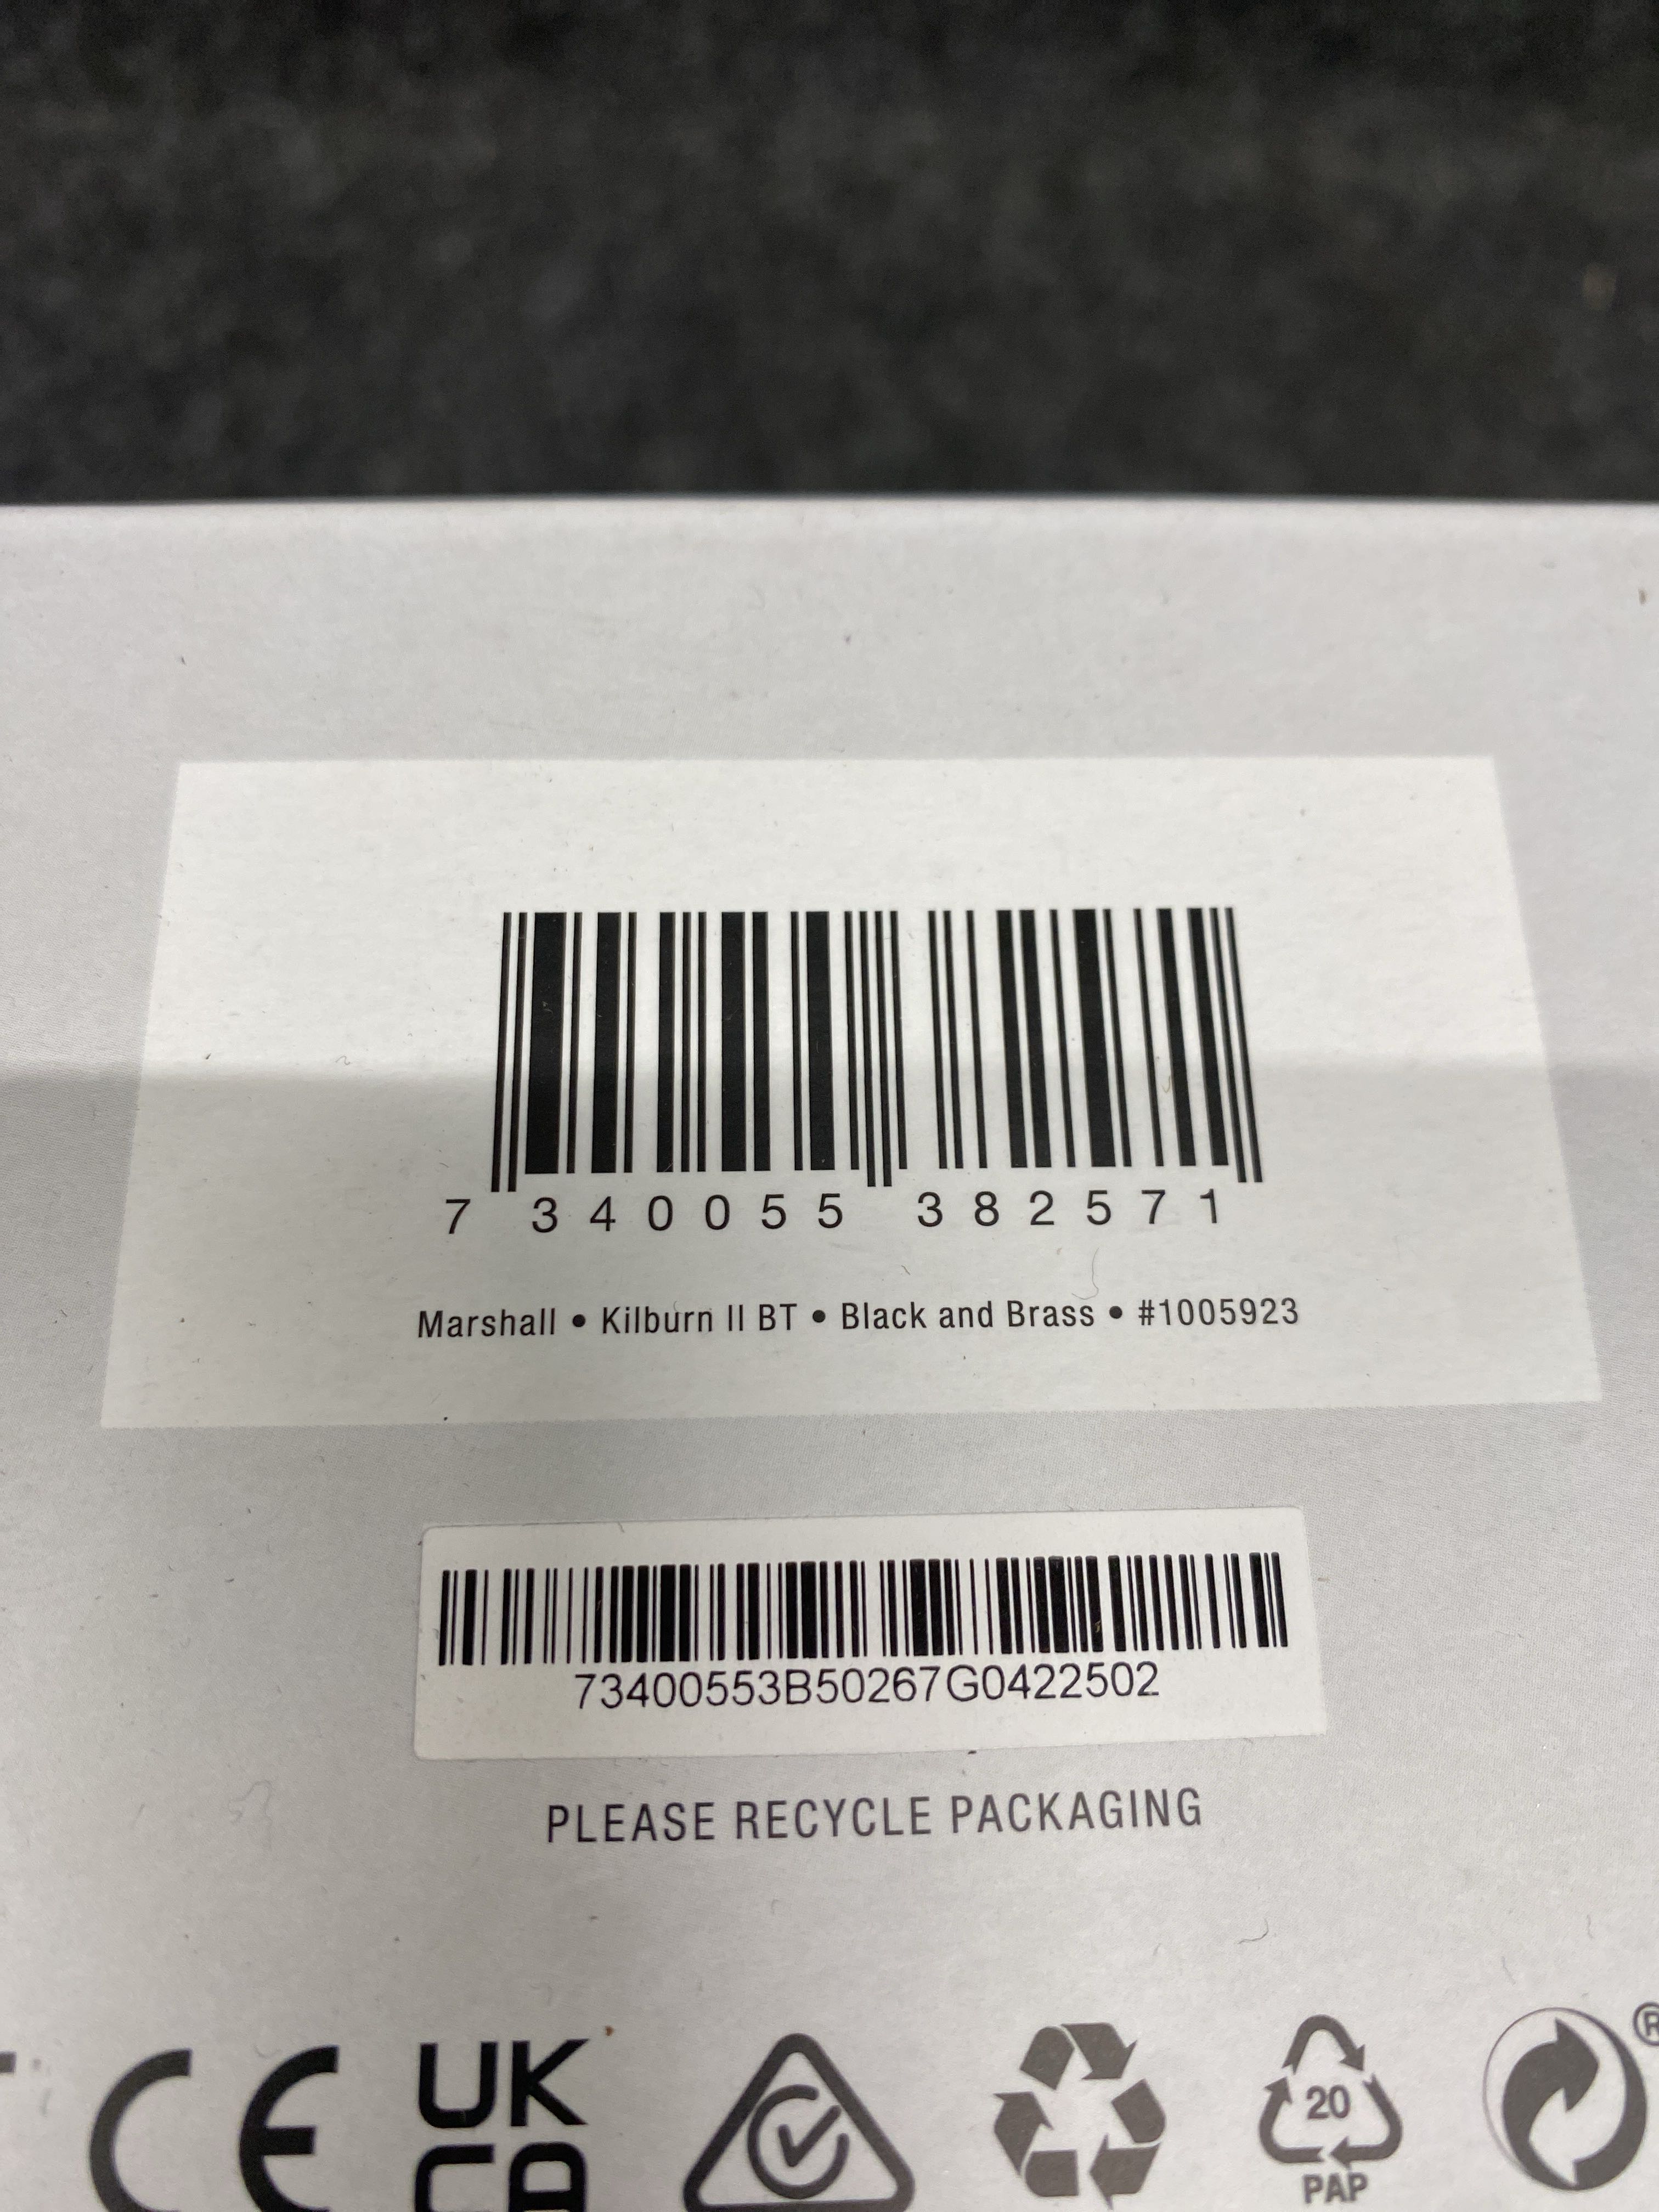 7 340055 382571
Marshall • Kilburn II BT • Black and Brass • #1005923
73400553B50267G0422502
PLEASE RECYCLE PACKAGING
CE
UK
CA
20
PAP
®